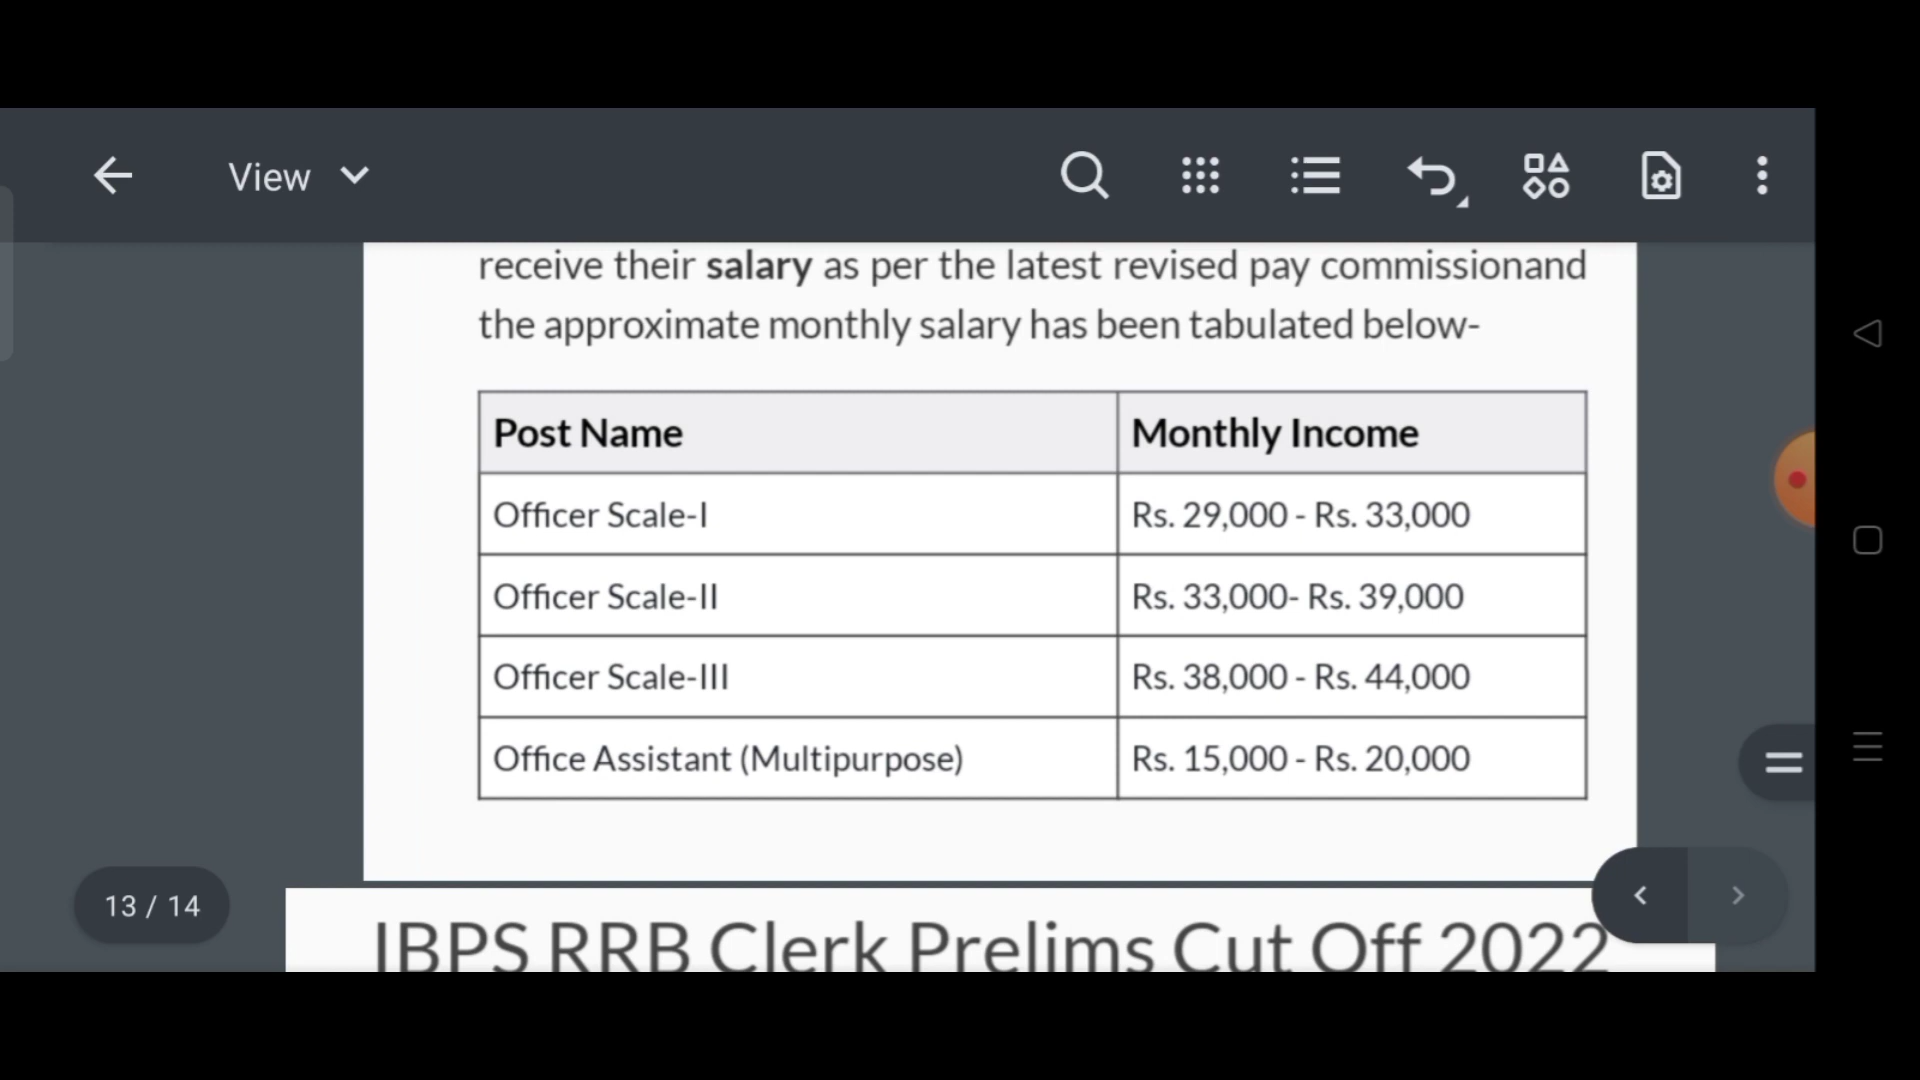 View
receive their salary as per the latest revised pay commissionand
the approximate monthly salary has been tabulated below-
Post Name Monthly Income
Officer Scale-I Rs. 29,000 - Rs. 33,000
Officer Scale-II Rs. 33,000- Rs. 39,000
Officer Scale-III Rs. 38,000 - Rs. 44,000
Office Assistant (Multipurpose) Rs. 15,000 - Rs. 20,000
13 / 14
IBPS RRB Clerk Prelims Cut Off 2022